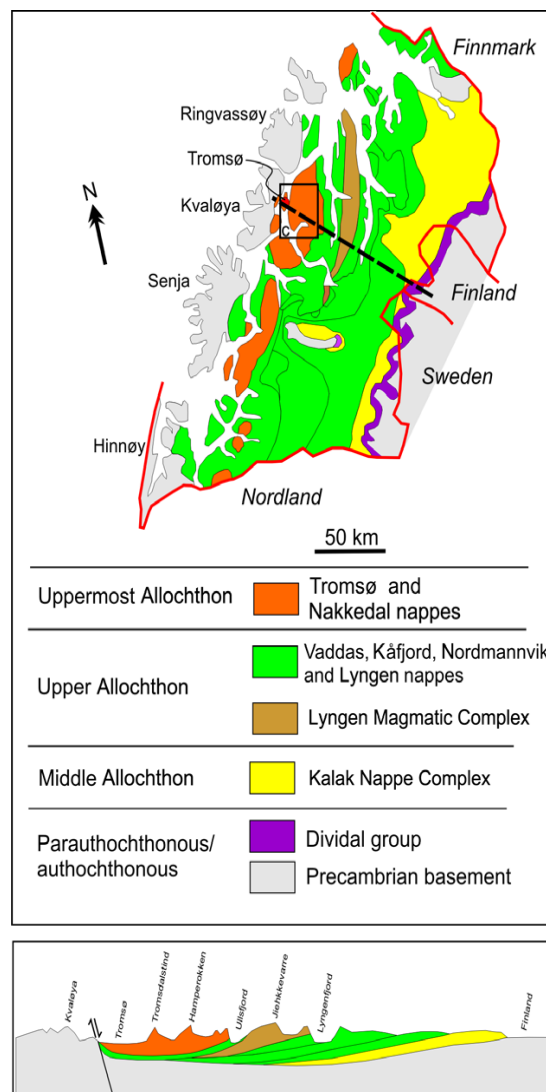 Finnmark
Ringvassøy
Tromsø
N
Kvaløya
C
Senja
Finland
Sweden
Hinnøy
Nordland
50 km
Uppermost Allochthon
Tromsø and
Nakkedal nappes
Upper Allochthon
Vaddas, Kåfjord, Nordmannvik
and Lyngen nappes
Lyngen Magmatic Complex
Middle Allochthon
Kalak Nappe Complex
Parauthochthonous/
authochthonous
Dividal group
Precambrian basement
Kvaløya
Tromsø
Tromsdalstind
Hamperokken
Ullsfjord
Jiehkkevarre
Lyngenfjord
Finland